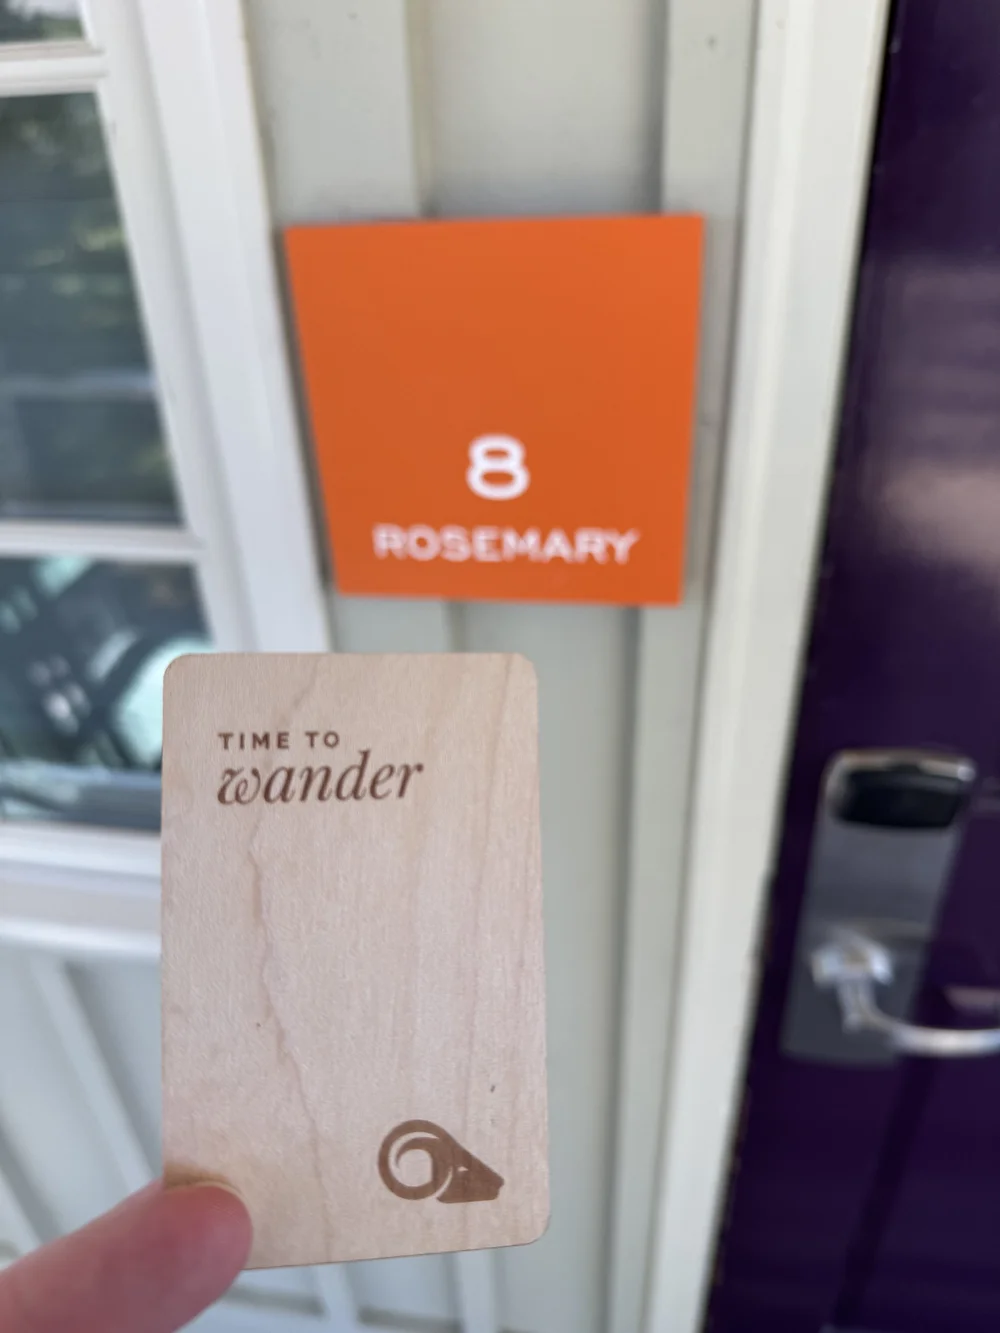 8
ROSEMARY
TIME TO
wander